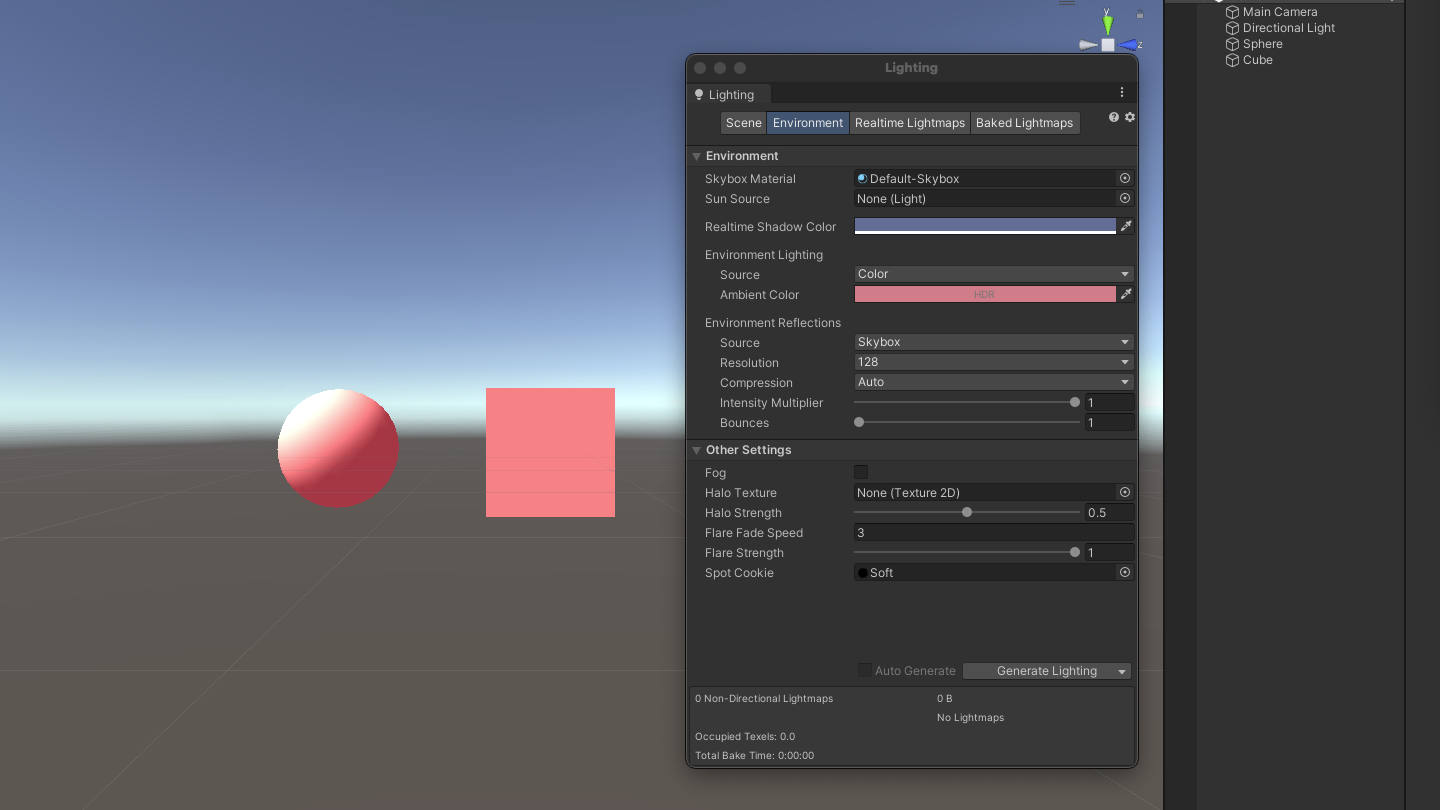 y
z
Main Camera
Directional Light
Sphere
Cube
Lighting
Lighting
Scene Environment Realtime Lightmaps Baked Lightmaps
Environment
Skybox Material Default-Skybox
Sun Source None (Light)
Realtime Shadow Color
Environment Lighting
Source Color
Ambient Color HDR
Environment Reflections
Source Skybox
Resolution 128
Compression Auto
Intensity Multiplier 1
Bounces 1
Other Settings
Fog
Halo Texture None (Texture 2D)
Halo Strength 0.5
Flare Fade Speed 3
Flare Strength 1
Spot Cookie Soft
Auto Generate Generate Lighting
0 Non-Directional Lightmaps 0 B
No Lightmaps
Occupied Texels: 0.0
Total Bake Time: 0:00:00